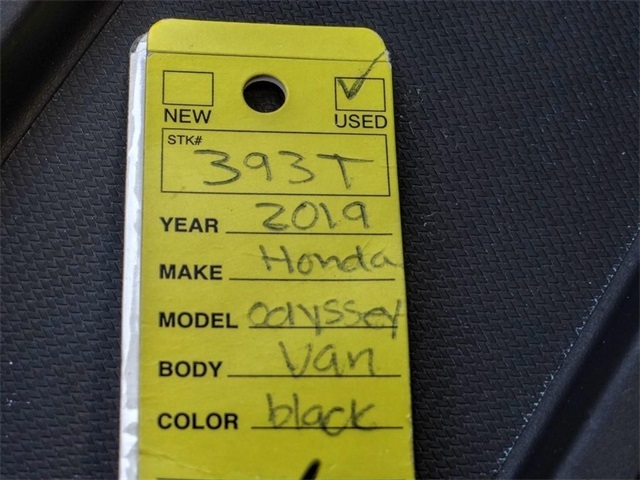 NEW USED
STK#
393T
YEAR 2019
MAKE Honda
MODEL Odyssey
BODY Van
COLOR black